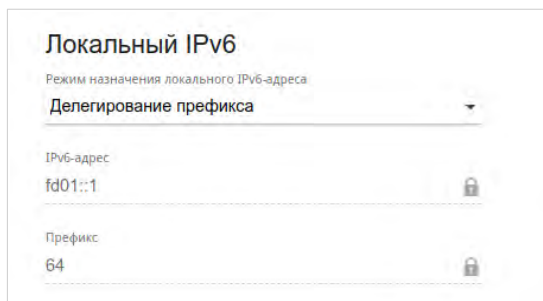 Локальный IPv6
Режим назначения локального IPv6-адреса
Делегирование префикса
IPv6-адрес
fd01::1
Префикс
64